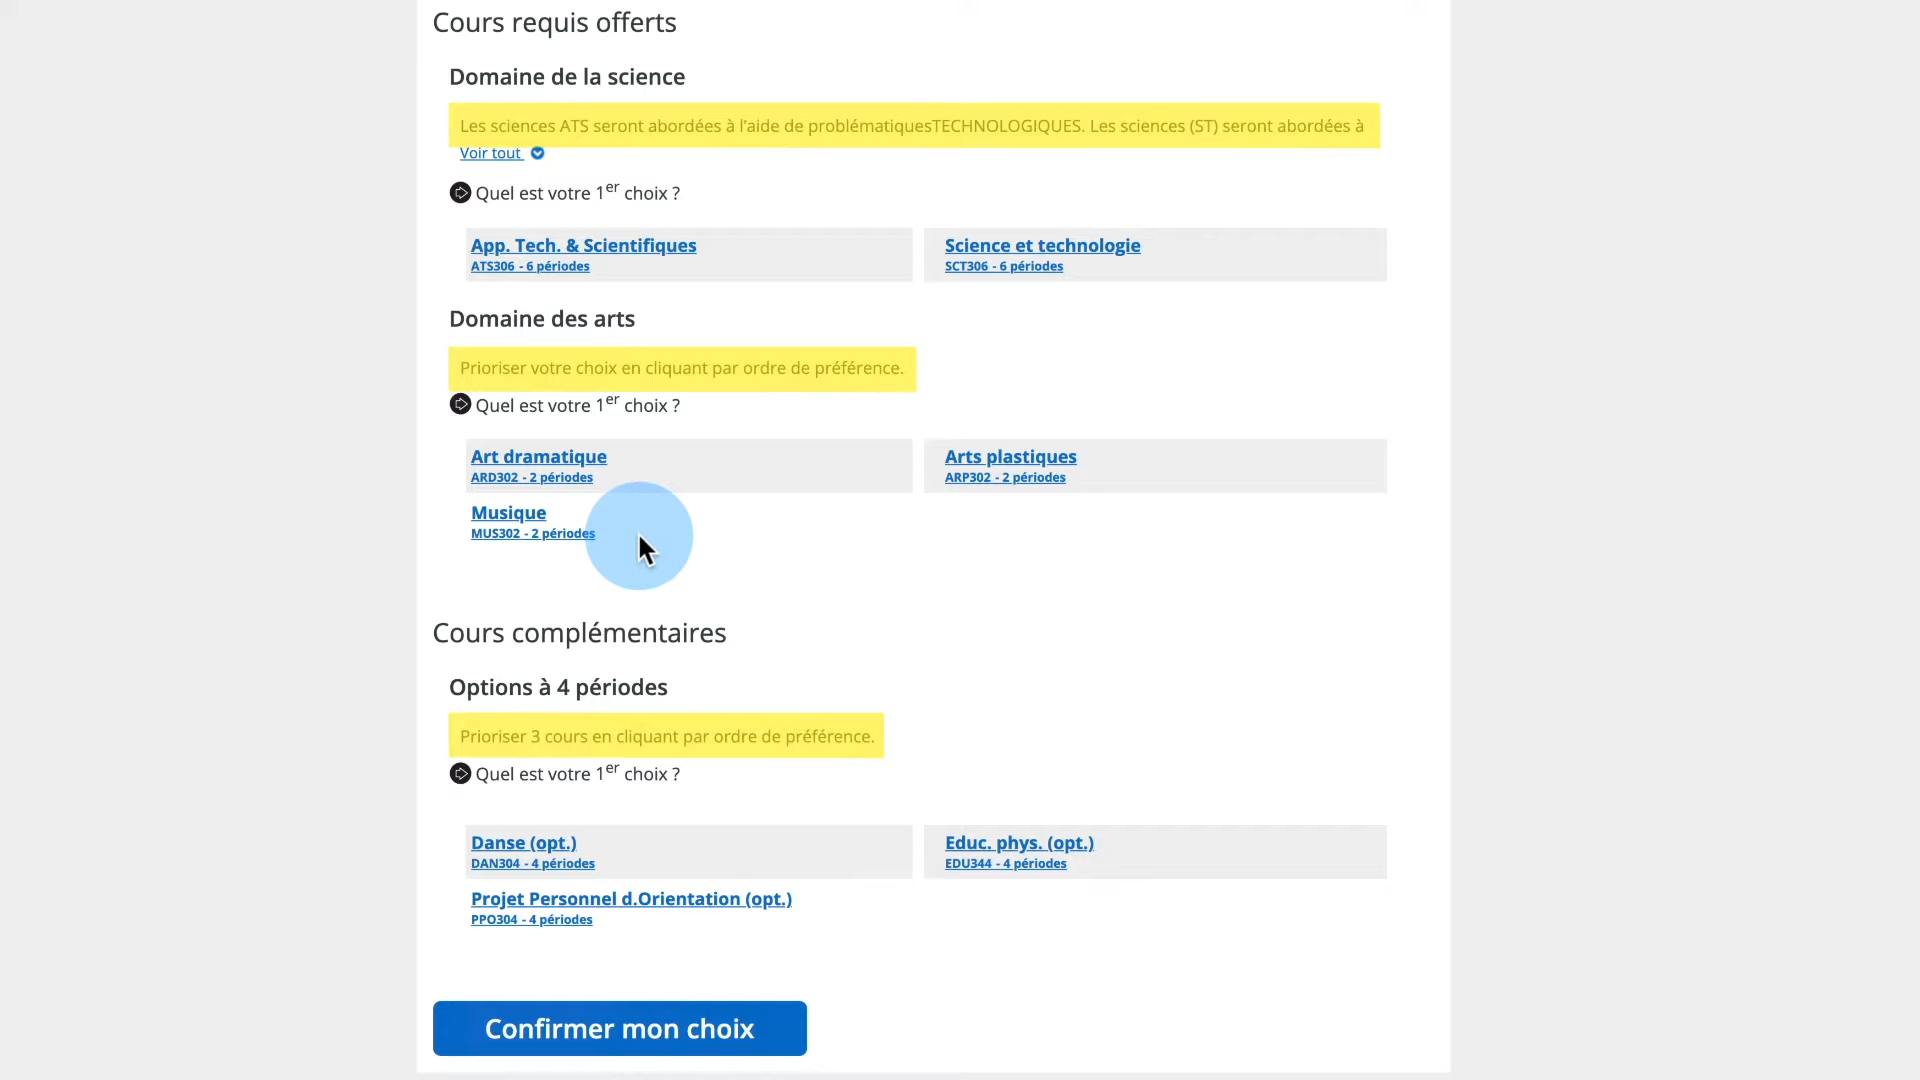 Cours requis offerts
Domaine de la science
Les sciences ATS seront abordées à l'aide de problématiquesTECHNOLOGIQUES. Les sciences (ST) seront abordées à
Voir tout
Quel est votre 1er choix ?
App. Tech. & Scientifiques
ATS306 - 6 périodes
Science et technologie
SCT306 - 6 périodes
Domaine des arts
Prioriser votre choix en cliquant par ordre de préférence.
Quel est votre 1er choix ?
Art dramatique
ARD302 - 2 périodes
Arts plastiques
ARP302 - 2 périodes
Musique
MUS302 - 2 périodes
Cours complémentaires
Options à 4 périodes
Prioriser 3 cours en cliquant par ordre de préférence.
Quel est votre 1er choix ?
Danse (opt.)
DAN304 - 4 périodes
Educ. phys. (opt.)
EDU344 - 4 périodes
Projet Personnel d.Orientation (opt.)
PPO304 - 4 périodes
Confirmer mon choix